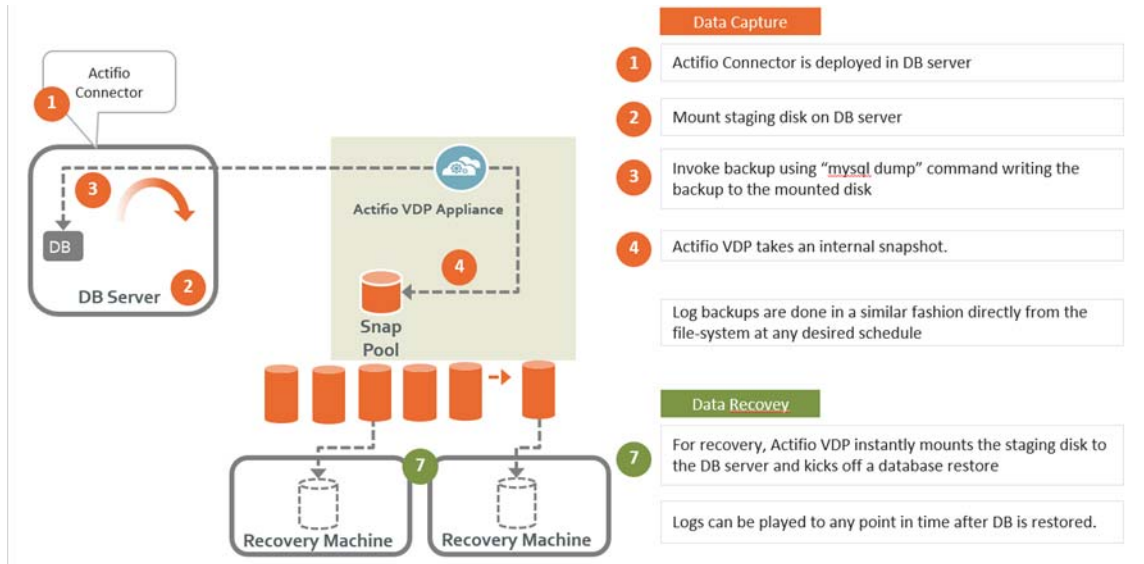 Data Capture
Actifio
Connector
1
1
Actifio Connector is deployed in DB server
2
Mount staging disk on DB server
3
Invoke backup using “mysql dump” command writing the
backup to the mounted disk
3
Actifio VDP Appliance
DB
4
Actifio VDP takes an internal snapshot.
4
2
DB Server
Snap
Pool
Log backups are done in a similar fashion directly from the
file-system at any desired schedule
Data Recovey
7
For recovery, Actifio VDP instantly mounts the staging disk to
the DB server and kicks off a database restore
7
Recovery Machine
Recovery Machine
Logs can be played to any point in time after DB is restored.